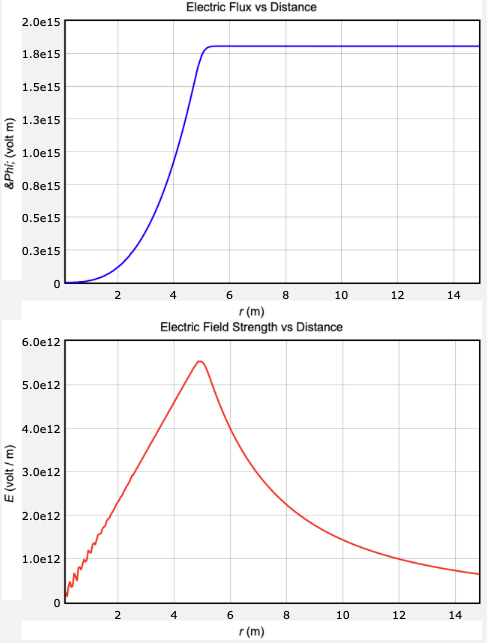 Electric Flux vs Distance
2.0e15
1.8e15
1.5e15
1.3e15
1.0e15
0.8e15
0.5e15
0.3e15
0
&Phi; (volt m)
2 4 6 8 10 12 14
r (m)
Electric Field Strength vs Distance
6.0e12
5.0e12
4.0e12
3.0e12
2.0e12
1.0e12
0
E (volt / m)
2 4 6 8 10 12 14
r (m)